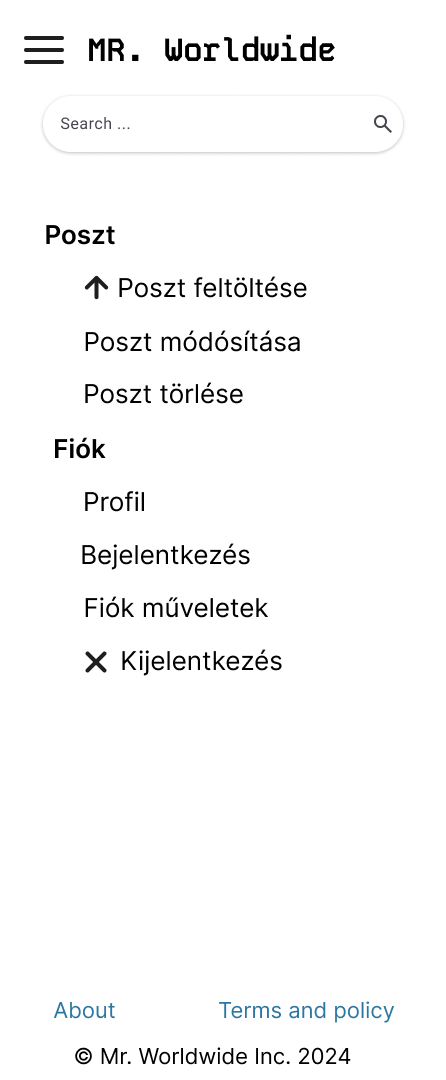 MR. Worldwide
Search ...
Poszt
Poszt feltöltése
Poszt módósítása
Poszt törlése
Fiók
Profil
Bejelentkezés
Fiók műveletek
Kijelentkezés
About Terms and policy
© Mr. Worldwide Inc. 2024